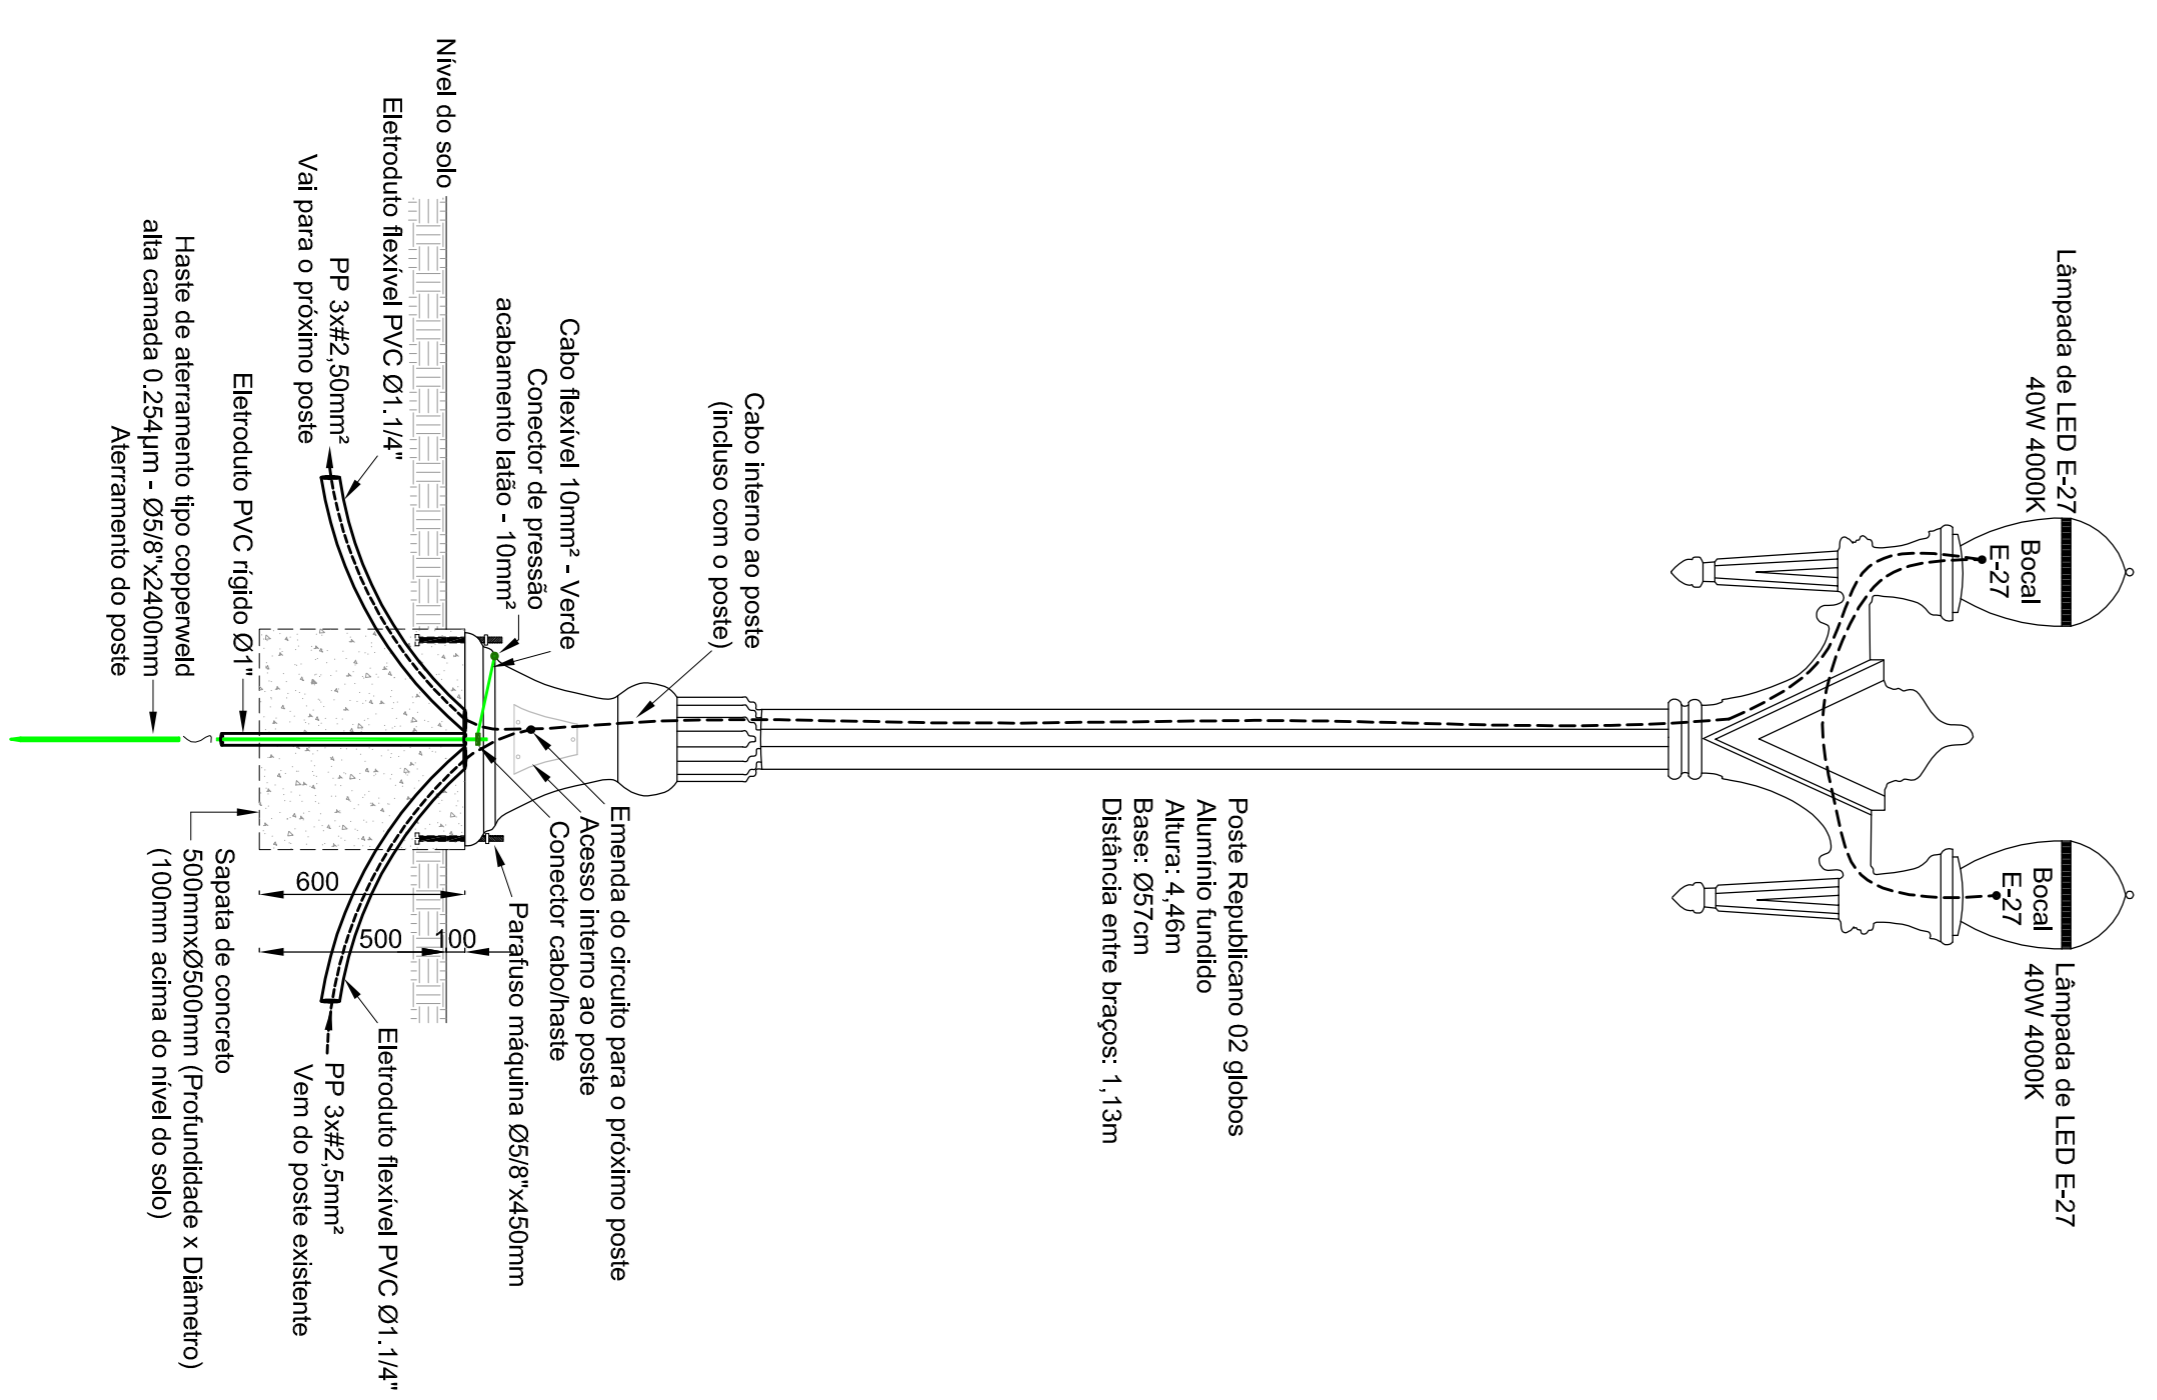 Lâmpada de LED E-27
40W 4000K
Bocal
E-27
Bocal
E-27
Lâmpada de LED E-27
40W 4000K
Poste Republicano 02 globos
Alumínio fundido
Altura: 4,46m
Base: Ø57cm
Distância entre braços: 1,13m
Cabo interno ao poste
(incluso com o poste)
Cabo flexível 10mm² - Verde
Conector de pressão
acabamento latão - 10mm²
Nível do solo
Eletroduto flexível PVC Ø1.1/4"
PP 3x#2,50mm²
Vai para o próximo poste
Eletroduto PVC rígido Ø1"
Haste de aterramento tipo copperweld
alta camada 0.254µm - Ø5/8"x2400mm
Aterramento do poste
Emenda do circuito para o próximo poste
Acesso interno ao poste
Conector cabo/haste
Parafuso máquina Ø5/8"x450mm
100
500
600
Eletroduto flexível PVC Ø1.1/4"
PP 3x#2,5mm²
Vem do poste existente
Sapata de concreto
500mmxØ500mm (Profundidade x Diâmetro)
(100mm acima do nível do solo)